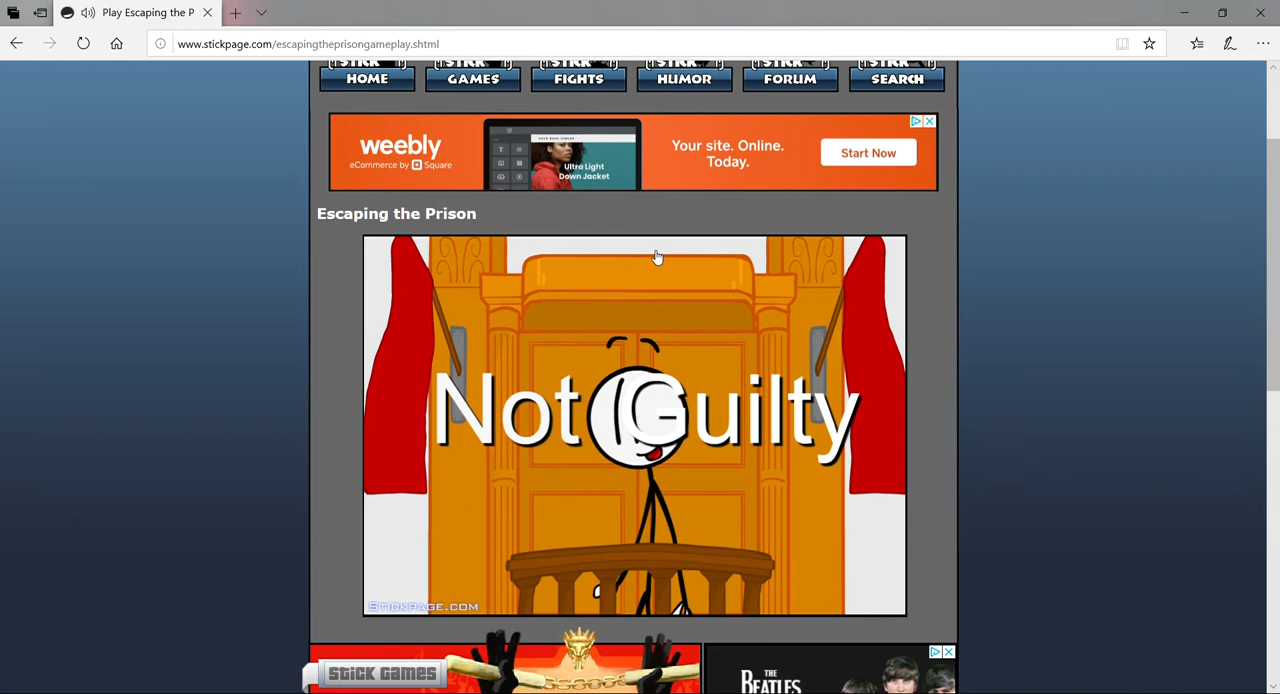 Play Escaping the P
www.stickpage.com/escapingtheprisongameplay.shtml
HOME GAMES FIGHTS HUMOR FORUM SEARCH
weebly
eCommerce by Square
Ultra Light
Down Jacket
Your site. Online.
Today.
Start Now
Escaping the Prison
Not Guilty
STICKPAGE.COM
STICK GAMES
THE
BEATLES